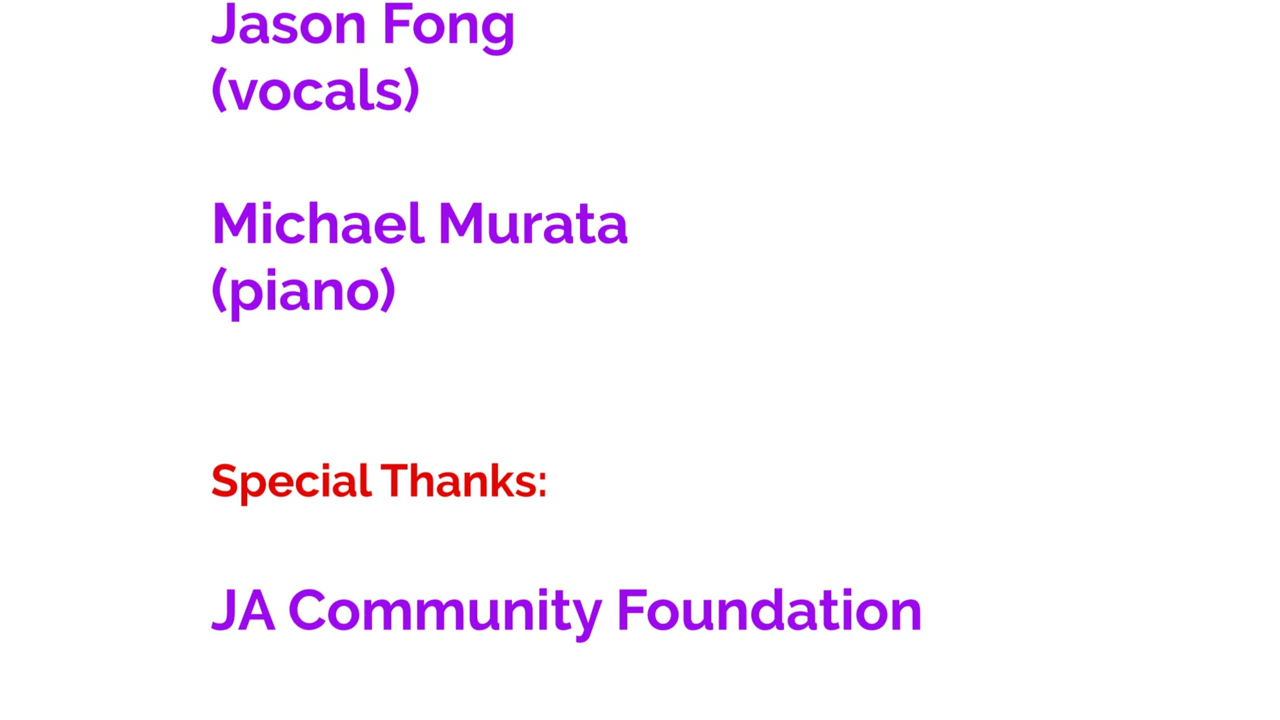 Jason Fong
(vocals)
Michael Murata
(piano)
Special Thanks:
JA Community Foundation